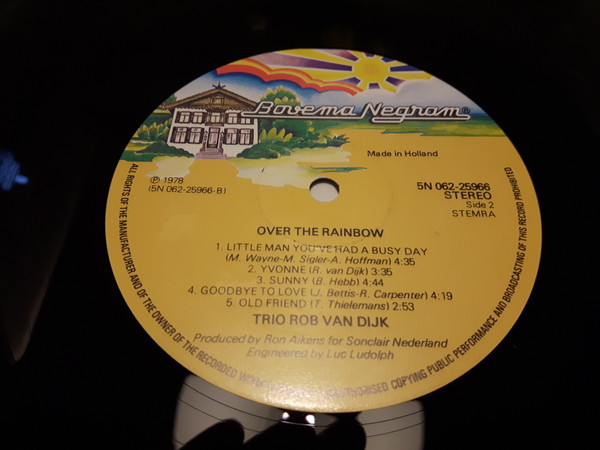 Bovema Negram®
Made in Holland
℗ 1978
(5N 062-25966-B)
5N 062-25966
STEREO
Side 2
STEMRA
OVER THE RAINBOW
1. LITTLE MAN YOU'VE HAD A BUSY DAY
(M. Wayne-M. Sigler-A. Hoffman) 4:35
2. YVONNE (R. van Dijk) 3:35
3. SUNNY (B. Hebb) 4:44
4. GOODBYE TO LOVE (J. Bettis-R. Carpenter) 4:19
5. OLD FRIEND (T. Thielemans) 2:53
TRIO ROB VAN DIJK
Produced by Ron Aikens for Sonclair Nederland
Engineered by Luc Ludolph
ALL RIGHTS OF THE MANUFACTURER AND OF THE OWNER OF THE RECORDED COPYING PUBLIC PERFORMANCE AND BROADCASTING OF THIS RECORD PROHIBITED